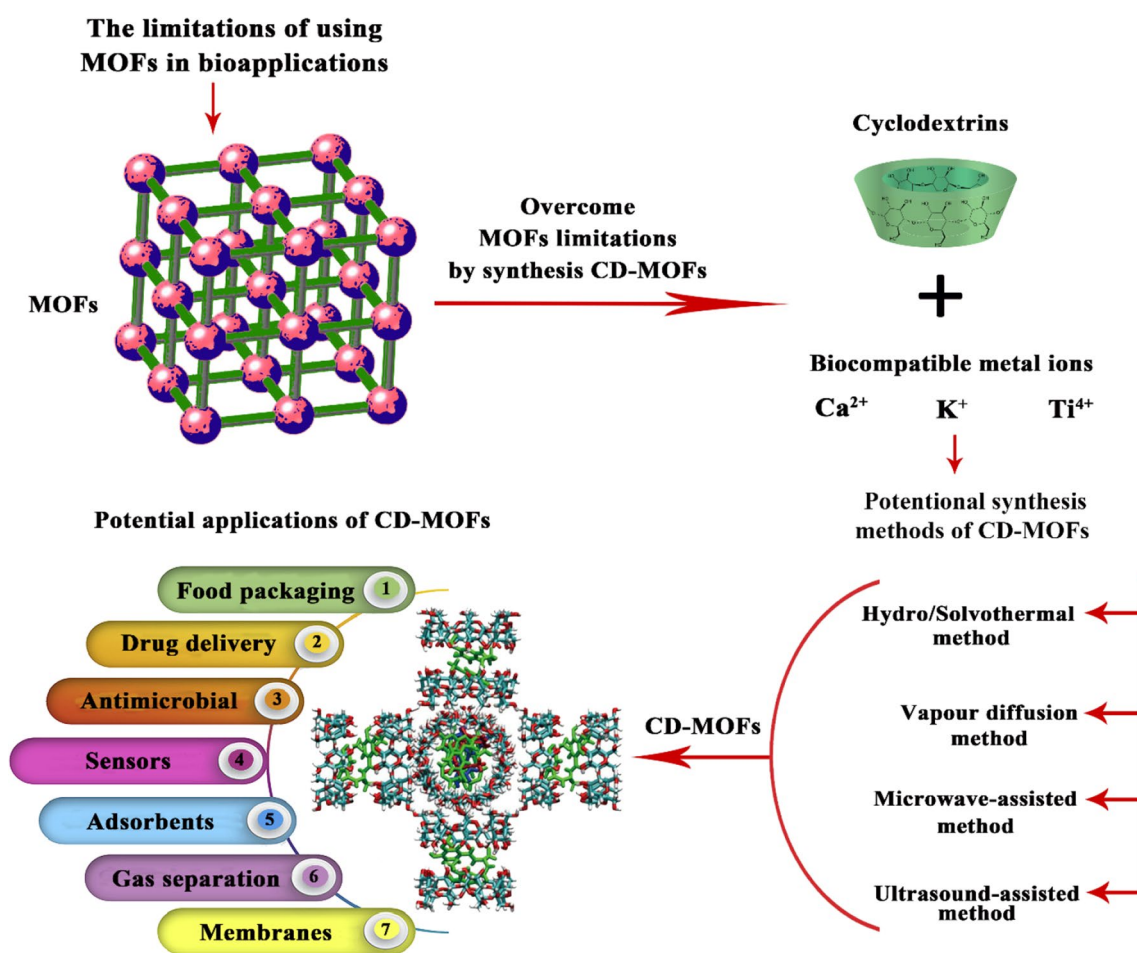 The limitations of using
MOFs in bioapplications
MOFs
Overcome
MOFs limitations
by synthesis CD-MOFs
Cyclodextrins
+
Biocompatible metal ions
Ca²⁺ K⁺ Ti⁴⁺
Potentional synthesis
methods of CD-MOFs
Hydro/Solvothermal
method
Vapour diffusion
method
Microwave-assisted
method
Ultrasound-assisted
method
CD-MOFs
Potential applications of CD-MOFs
Food packaging 1
Drug delivery 2
Antimicrobial 3
Sensors 4
Adsorbents 5
Gas separation 6
Membranes 7